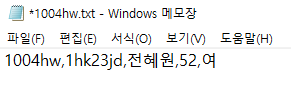 *1004hw.txt - Windows 메모장
파일(F) 편집(E) 서식(O) 보기(V) 도움말(H)
1004hw,1hk23jd,전혜원,52,여